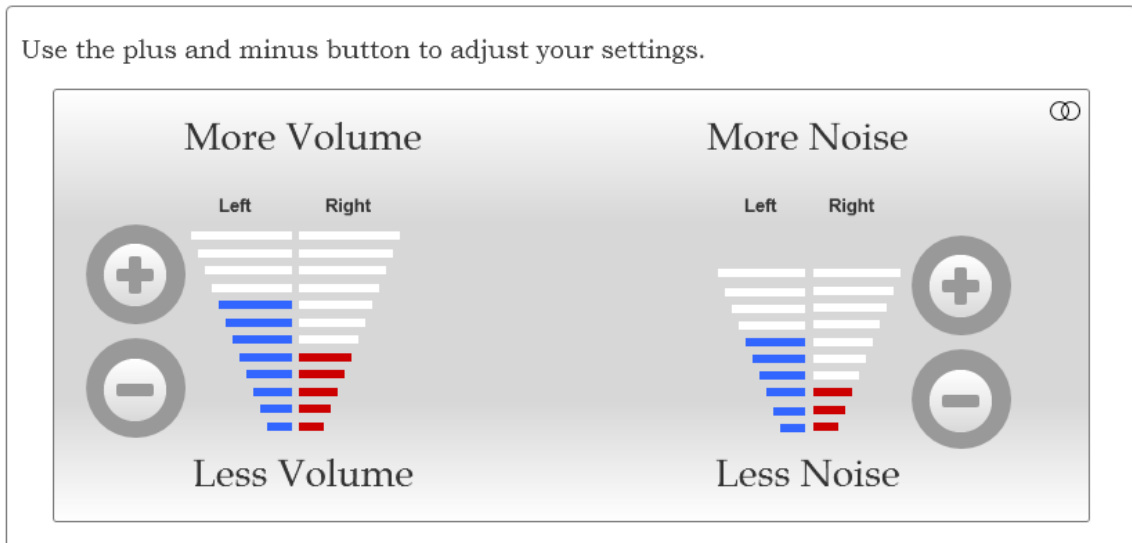 Use the plus and minus button to adjust your settings.
More Volume
Left Right
Less Volume
More Noise
Left Right
Less Noise